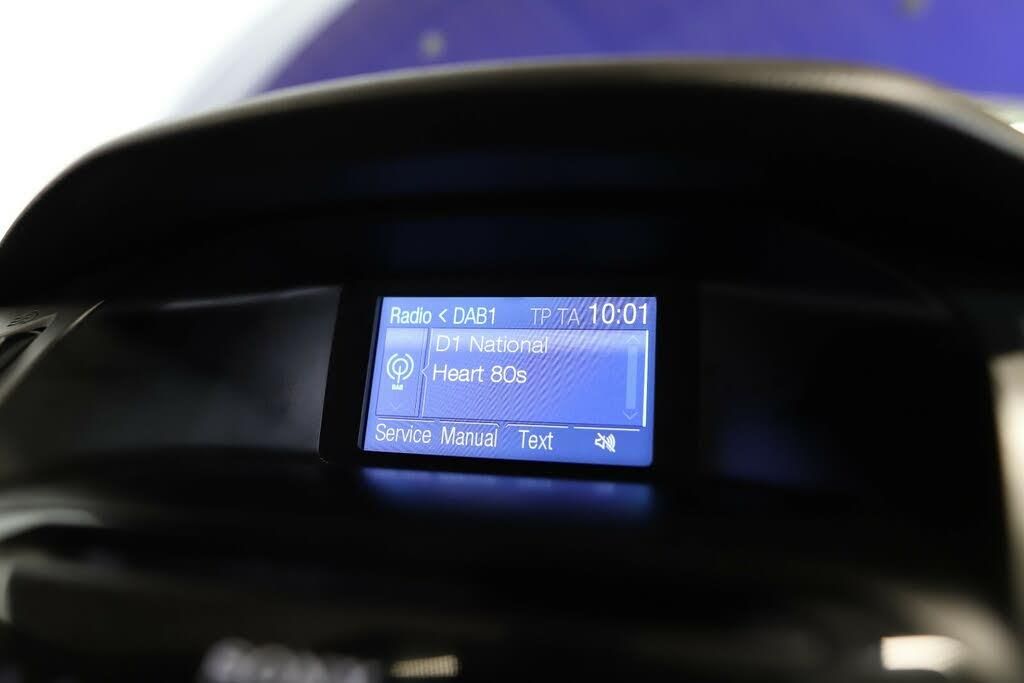 Radio < DAB1 TP TA 10:01
D1 National
DAB
Heart 80s
Service Manual Text